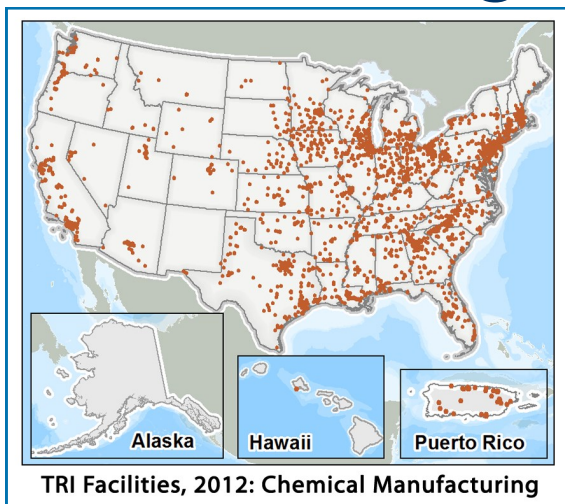 Alaska
Hawaii
Puerto Rico
TRI Facilities, 2012: Chemical Manufacturing